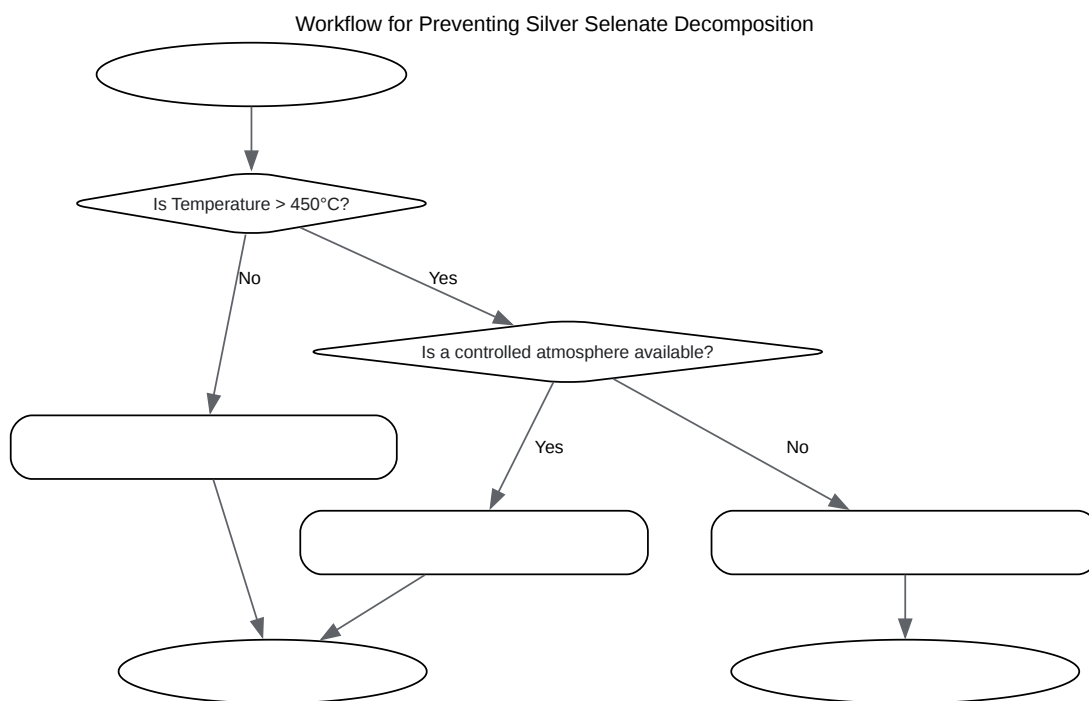 Workflow for Preventing Silver Selenate Decomposition
Is Temperature > 450°C?
No
Yes
Is a controlled atmosphere available?
Yes
No